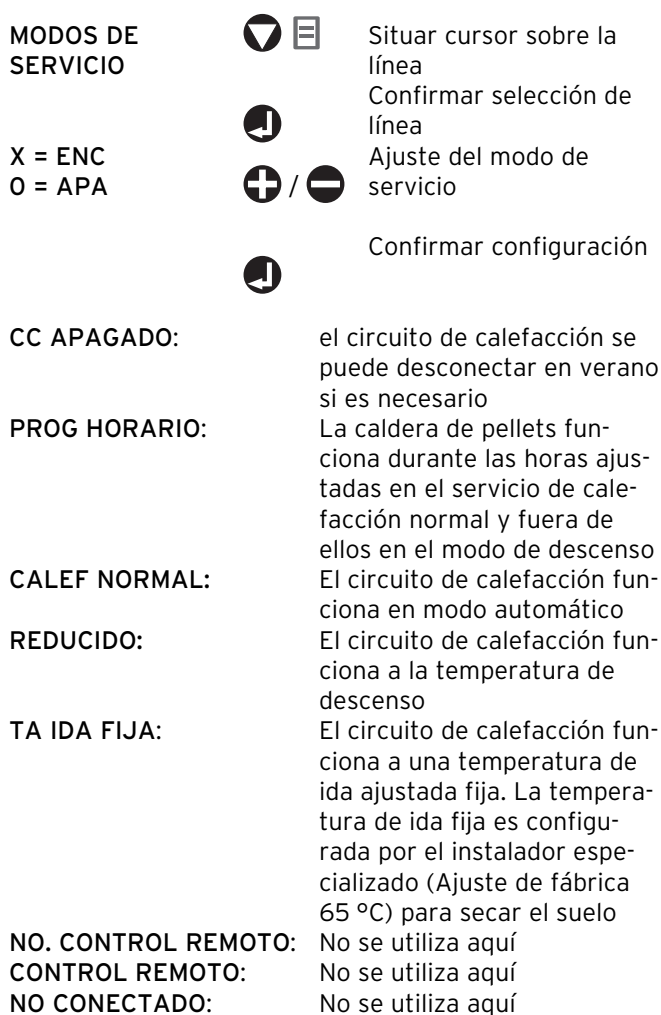 MODOS DE Situar cursor sobre la
SERVICIO línea
Confirmar selección de
línea
X = ENC Ajuste del modo de
0 = APA / servicio
Confirmar configuración
CC APAGADO: el circuito de calefacción se
puede desconectar en verano
si es necesario
PROG HORARIO: La caldera de pellets fun-
ciona durante las horas ajus-
tadas en el servicio de cale-
facción normal y fuera de
ellos en el modo de descenso
CALEF NORMAL: El circuito de calefacción fun-
ciona en modo automático
REDUCIDO: El circuito de calefacción fun-
ciona a la temperatura de
descenso
TA IDA FIJA: El circuito de calefacción fun-
ciona a una temperatura de
ida ajustada fija. La tempera-
tura de ida fija es configu-
rada por el instalador espe-
cializado (Ajuste de fábrica
65 °C) para secar el suelo
NO. CONTROL REMOTO: No se utiliza aquí
CONTROL REMOTO: No se utiliza aquí
NO CONECTADO: No se utiliza aquí